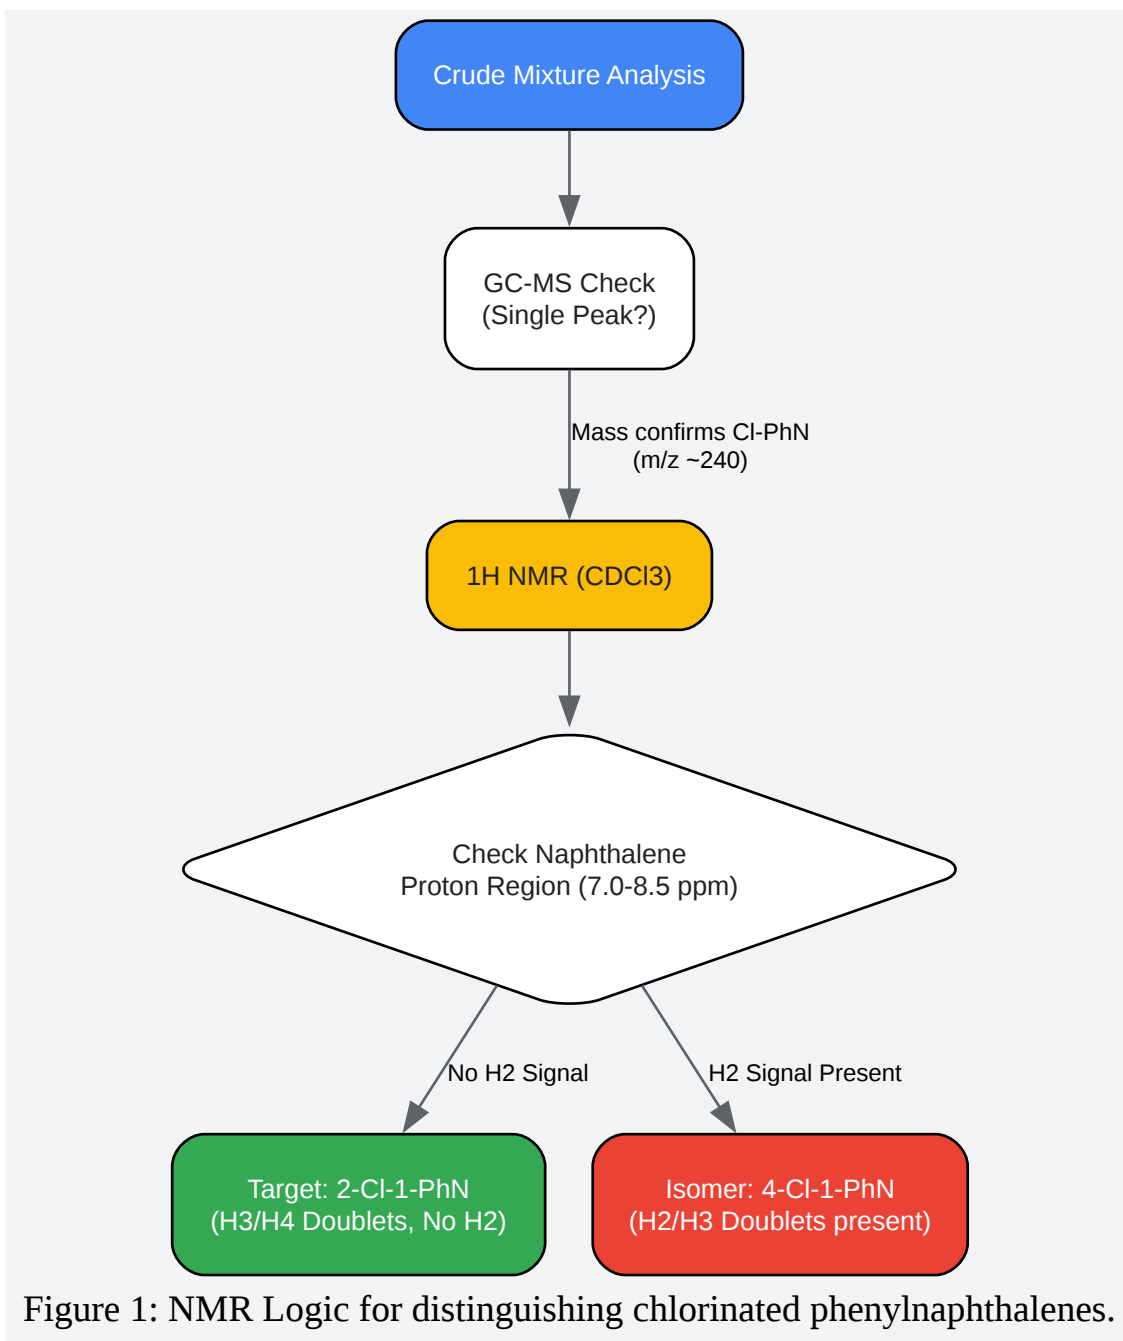 Crude Mixture Analysis
GC-MS Check
(Single Peak?)
Mass confirms Cl-PhN
(m/z ~240)
1H NMR (CDCl3)
Check Naphthalene
Proton Region (7.0-8.5 ppm)
No H2 Signal
H2 Signal Present
Target: 2-Cl-1-PhN
(H3/H4 Doublets, No H2)
Isomer: 4-Cl-1-PhN
(H2/H3 Doublets present)
Figure 1: NMR Logic for distinguishing chlorinated phenylnaphthalenes.